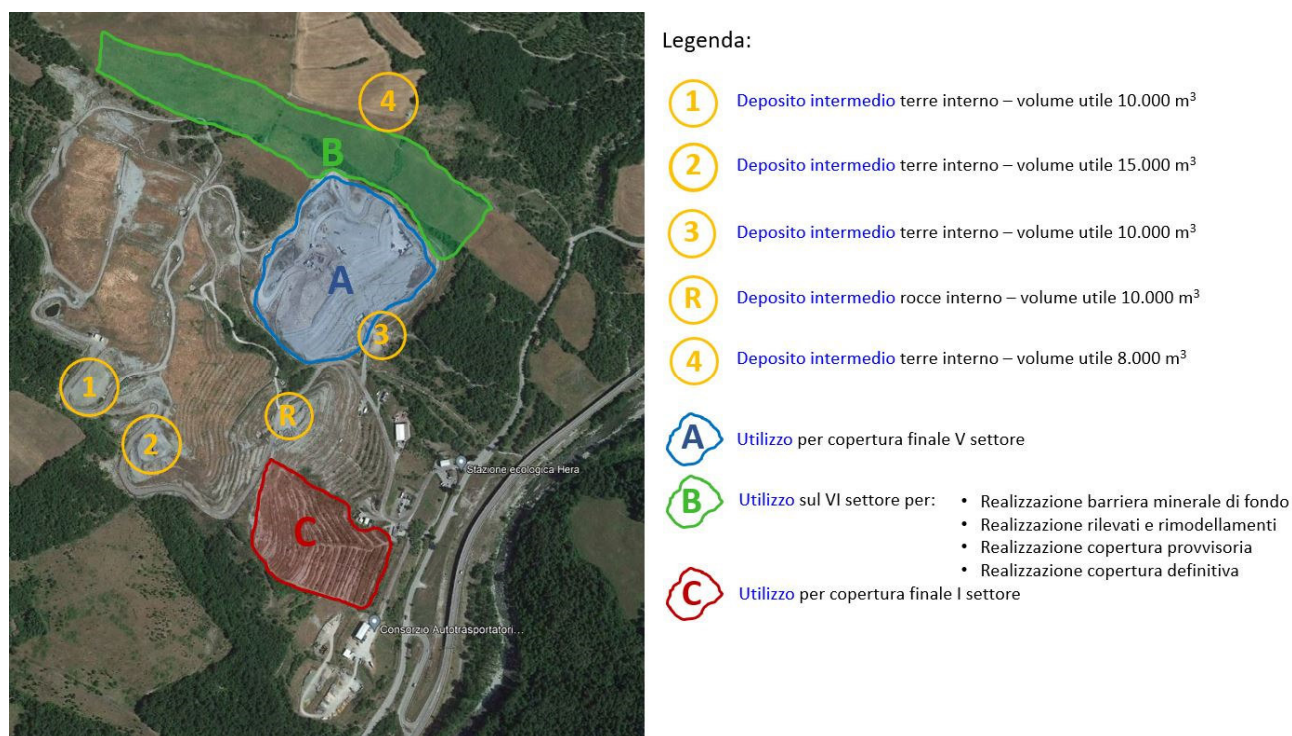 Legenda:
1 Deposito intermedio terre interno – volume utile 10.000 m³
2 Deposito intermedio terre interno – volume utile 15.000 m³
3 Deposito intermedio terre interno – volume utile 10.000 m³
R Deposito intermedio rocce interno – volume utile 10.000 m³
4 Deposito intermedio terre interno – volume utile 8.000 m³
A Utilizzo per copertura finale V settore
B Utilizzo sul VI settore per:
• Realizzazione barriera minerale di fondo
• Realizzazione rilevati e rimodellamenti
• Realizzazione copertura provvisoria
• Realizzazione copertura definitiva
C Utilizzo per copertura finale I settore
4
B
A
3
1
R
2
Stazione ecologica Hera
C
Consorzio Autotrasportatori...